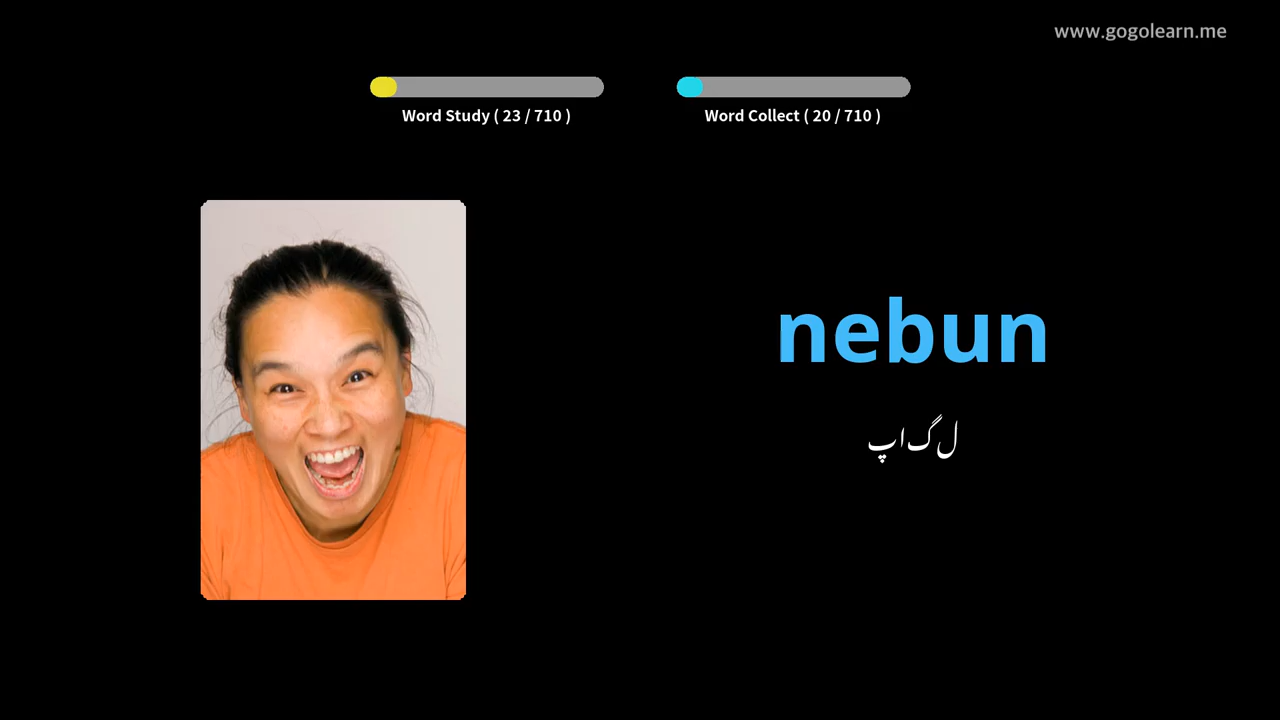 www.gogolearn.me
Word Study ( 23 / 710 )
Word Collect ( 20 / 710 )
nebun
ل گ اپ